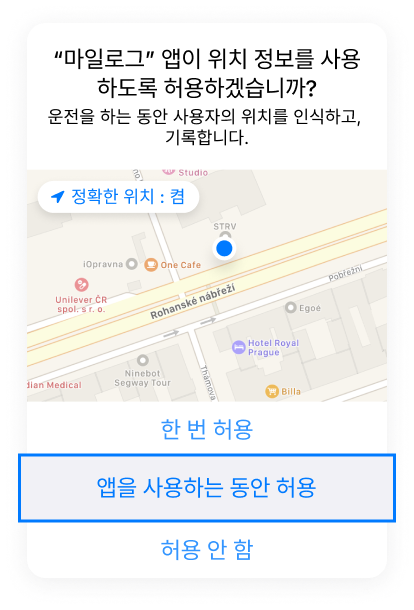 “마일로그” 앱이 위치 정보를 사용
하도록 허용하겠습니까?
운전을 하는 동안 사용자의 위치를 인식하고,
기록합니다.
Studio
정확한 위치 : 켬
STRV
iOpravna
One Cafe
Pobřežní
Unilever ČR
spol. s r. o.
Rohanské nábřeží
Egoé
Hotel Royal
Prague
Ninebot
Segway Tour
Thámova
dian Medical
Billa
한 번 허용
앱을 사용하는 동안 허용
허용 안 함